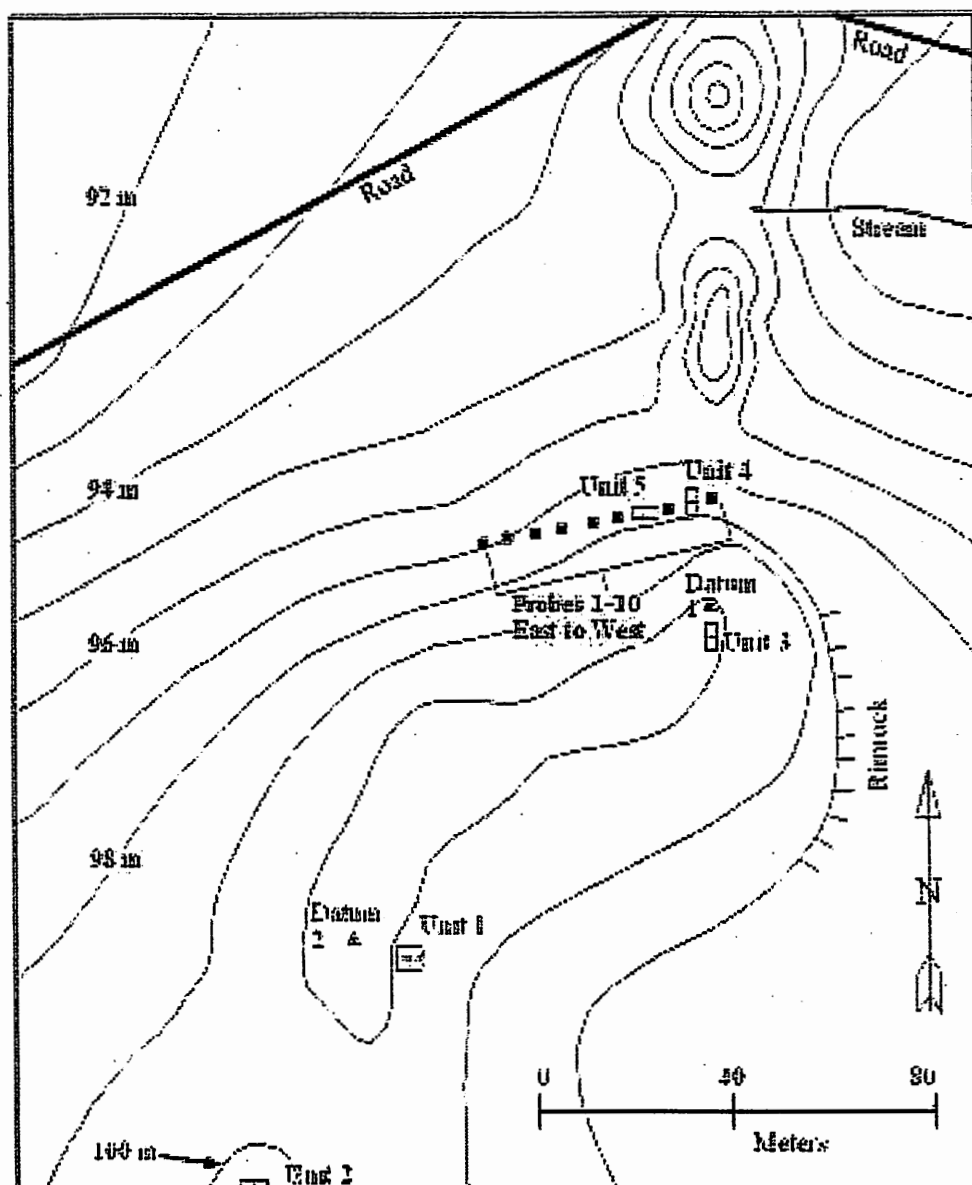 Road
Road
92 m
Stream
94 m
Unit 5
Unit 4
Probes 1-10
East to West
Datum
1
Unit 3
96 m
Rimrock
98 m
Datum
2
Unit 1
N
0 40 80
Meters
100 m
Unit 2